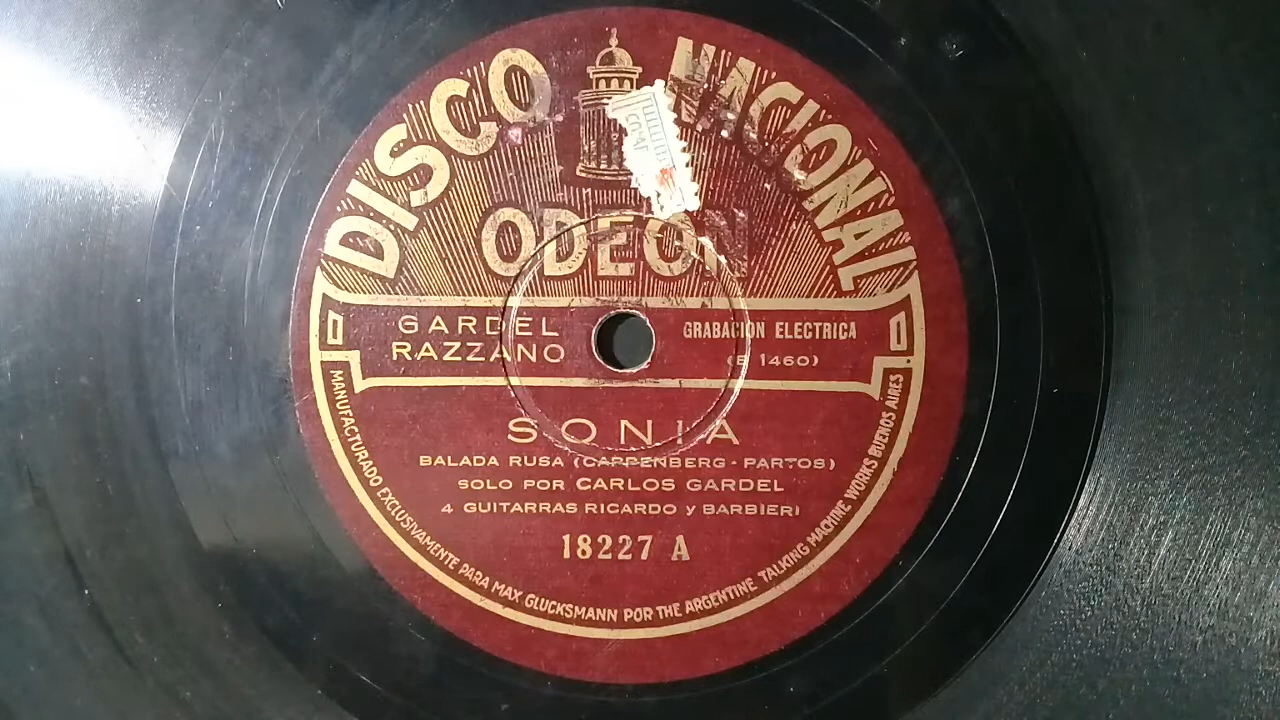 DISCO NACIONAL
ODEON
GARDEL
RAZZANO
GRABACION ELECTRICA
(E 1460)
SONIA
BALADA RUSA (CAPPENBERG - PARTOS)
SOLO POR CARLOS GARDEL
4 GUITARRAS RICARDO y BARBIERI
18227 A
MANUFACTURADO EXCLUSIVAMENTE PARA MAX GLUCKSMANN POR THE ARGENTINE TALKING MACHINE WORKS BUENOS AIRES